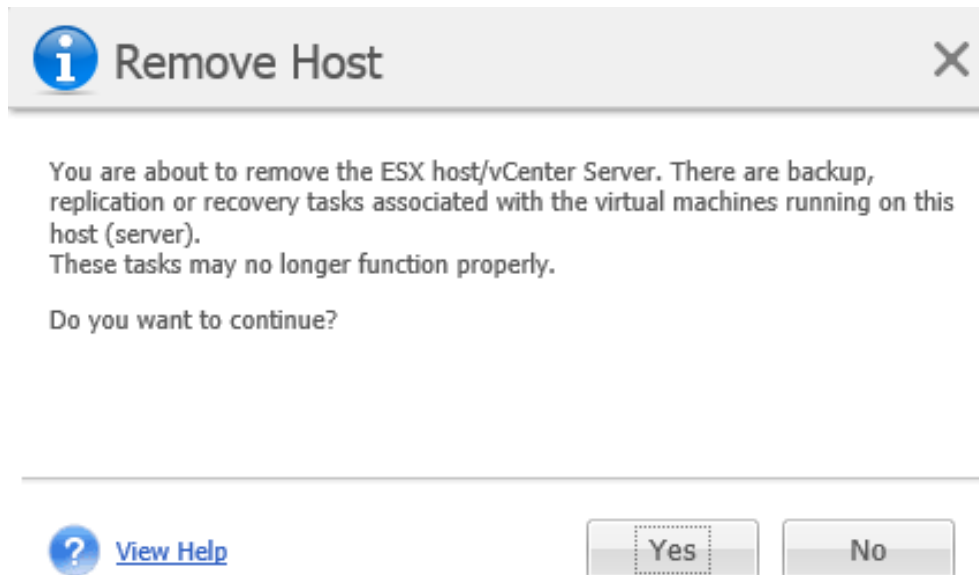 Remove Host
You are about to remove the ESX host/vCenter Server. There are backup,
replication or recovery tasks associated with the virtual machines running on this
host (server).
These tasks may no longer function properly.
Do you want to continue?
View Help
Yes
No